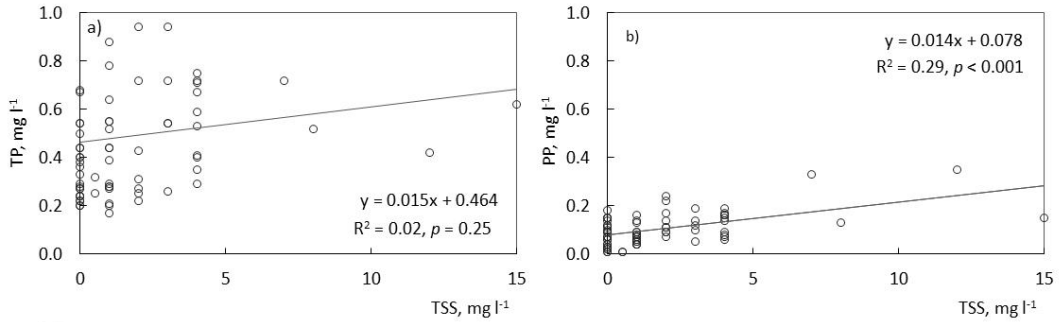 a)
1.0
0.8
0.6
0.4
0.2
0.0
TP, mg l⁻¹
y = 0.015x + 0.464
R² = 0.02, p = 0.25
0 5 10 15
TSS, mg l⁻¹
b)
1.0
0.8
0.6
0.4
0.2
0.0
PP, mg l⁻¹
y = 0.014x + 0.078
R² = 0.29, p < 0.001
0 5 10 15
TSS, mg l⁻¹